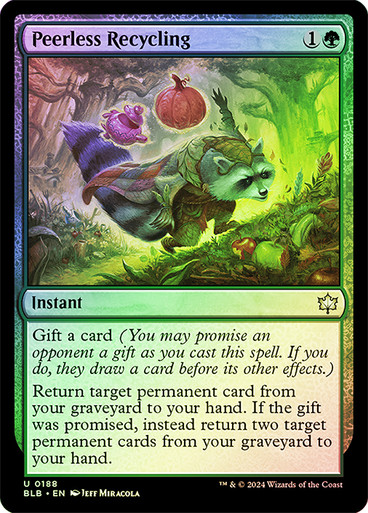 Peerless Recycling 1
Instant
Gift a card (You may promise an
opponent a gift as you cast this spell. If you
do, they draw a card before its other effects.)
Return target permanent card from
your graveyard to your hand. If the gift
was promised, instead return two target
permanent cards from your graveyard to
your hand.
U 0188
BLB • EN Jeff Miracola
™ & © 2024 Wizards of the Coast